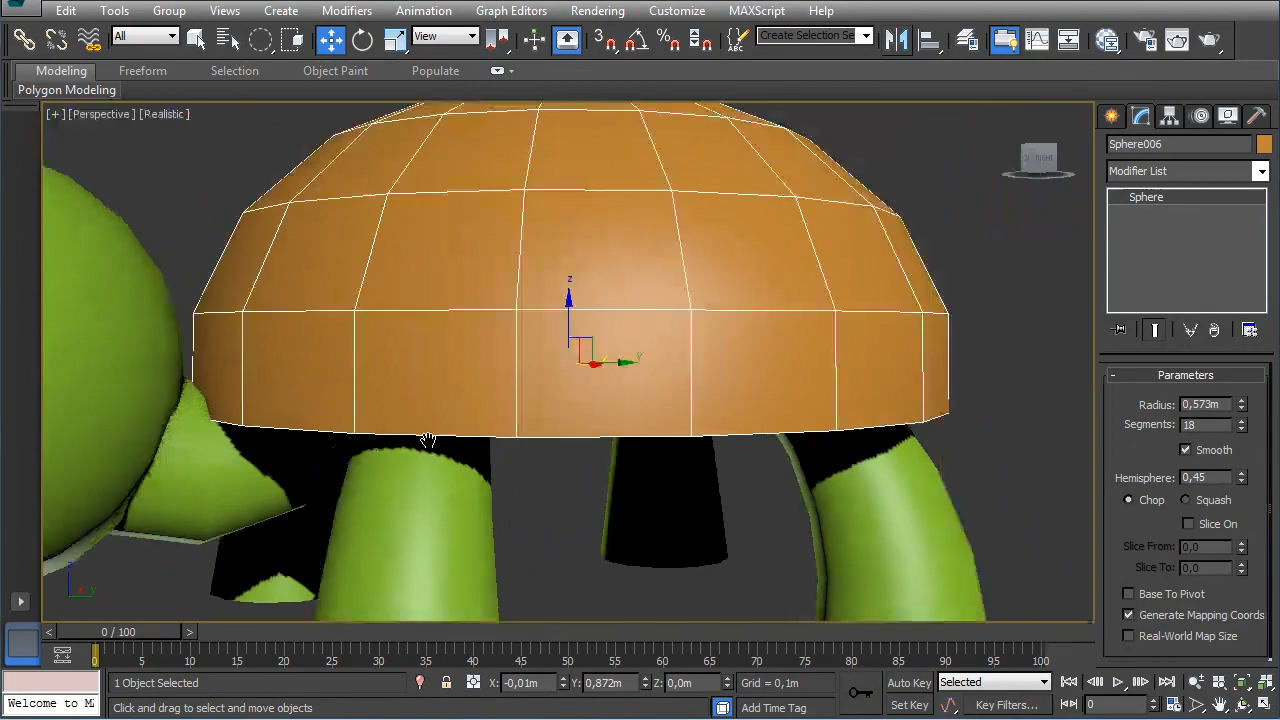 Edit Tools Group Views Create Modifiers Animation Graph Editors Rendering Customize MAXScript Help
All View Create Selection Se
Modeling Freeform Selection Object Paint Populate
Polygon Modeling
[+] [Perspective] [Realistic]
RIGHT
z
y
Sphere006
Modifier List
Sphere
- Parameters
Radius: 0,573m
Segments: 18
Smooth
Hemisphere: 0,45
Chop Squash
Slice On
Slice From: 0,0
Slice To: 0,0
Base To Pivot
Generate Mapping Coords
Real-World Map Size
z
x y
< 0 / 100 >
0 5 10 15 20 25 30 35 40 45 50 55 60 65 70 75 80 85 90 95 100
1 Object Selected X: -0,01m Y: 0,872m Z: 0,0m Grid = 0,1m Auto Key Selected
Welcome to MA Click and drag to select and move objects Add Time Tag Set Key Key Filters... 0